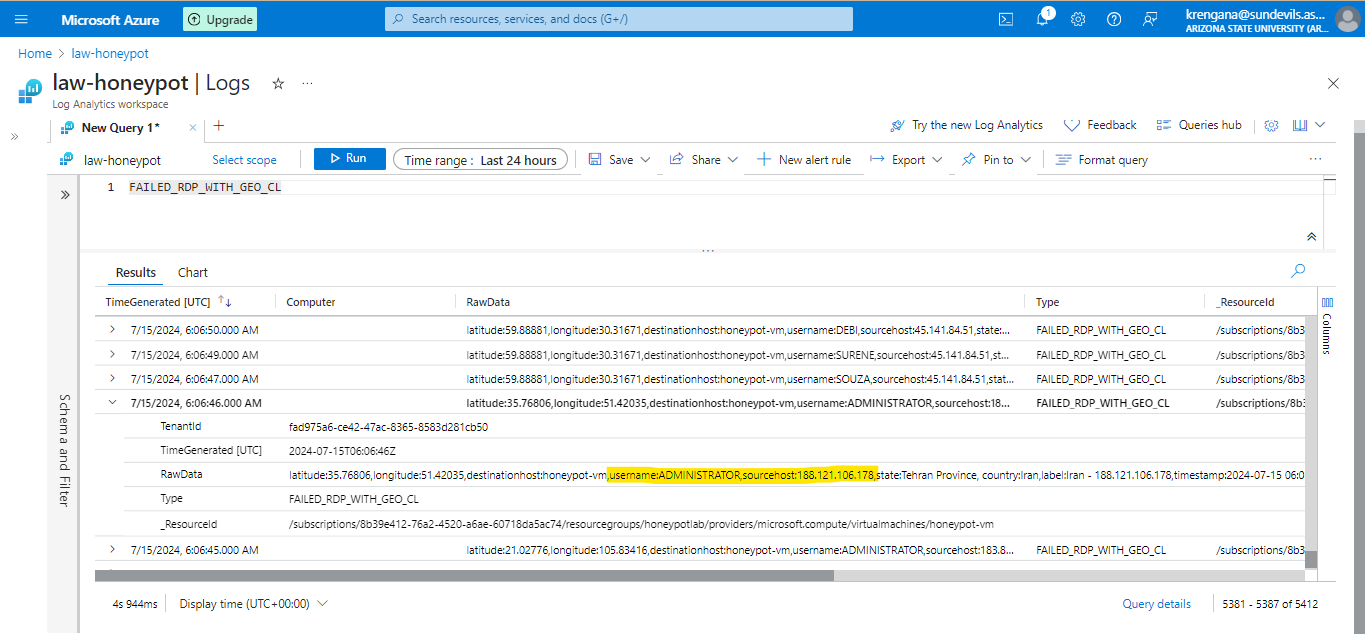 Microsoft Azure
Upgrade
Search resources, services, and docs (G+/)
1
krengana@sundevils.as...
ARIZONA STATE UNIVERSITY (AR...
Home > law-honeypot
law-honeypot | Logs
Log Analytics workspace
New Query 1*
Try the new Log Analytics
Feedback
Queries hub
law-honeypot
Select scope
Run
Time range : Last 24 hours
Save
Share
New alert rule
Export
Pin to
Format query
1 FAILED_RDP_WITH_GEO_CL
Results Chart
TimeGenerated [UTC] Computer RawData Type _ResourceId
7/15/2024, 6:06:50.000 AM latitude:59.88881,longitude:30.31671,destinationhost:honeypot-vm,username:DEBI,sourcehost:45.141.84.51,state:... FAILED_RDP_WITH_GEO_CL /subscriptions/8b3
7/15/2024, 6:06:49.000 AM latitude:59.88881,longitude:30.31671,destinationhost:honeypot-vm,username:SURENE,sourcehost:45.141.84.51,st... FAILED_RDP_WITH_GEO_CL /subscriptions/8b3
7/15/2024, 6:06:47.000 AM latitude:59.88881,longitude:30.31671,destinationhost:honeypot-vm,username:SOUZA,sourcehost:45.141.84.51,stat... FAILED_RDP_WITH_GEO_CL /subscriptions/8b3
7/15/2024, 6:06:46.000 AM latitude:35.76806,longitude:51.42035,destinationhost:honeypot-vm,username:ADMINISTRATOR,sourcehost:18... FAILED_RDP_WITH_GEO_CL /subscriptions/8b3
TenantId fad975a6-ce42-47ac-8365-8583d281cb50
TimeGenerated [UTC] 2024-07-15T06:06:46Z
RawData latitude:35.76806,longitude:51.42035,destinationhost:honeypot-vm,username:ADMINISTRATOR,sourcehost:188.121.106.178,state:Tehran Province, country:Iran,label:Iran - 188.121.106.178,timestamp:2024-07-15 06:0
Type FAILED_RDP_WITH_GEO_CL
_ResourceId /subscriptions/8b39e412-76a2-4520-a6ae-60718da5ac74/resourcegroups/honeypotlab/providers/microsoft.compute/virtualmachines/honeypot-vm
7/15/2024, 6:06:45.000 AM latitude:21.02776,longitude:105.83416,destinationhost:honeypot-vm,username:ADMINISTRATOR,sourcehost:183.8... FAILED_RDP_WITH_GEO_CL /subscriptions/8b3
Columns
Schema and Filter
4s 944ms
Display time (UTC+00:00)
Query details
5381 - 5387 of 5412